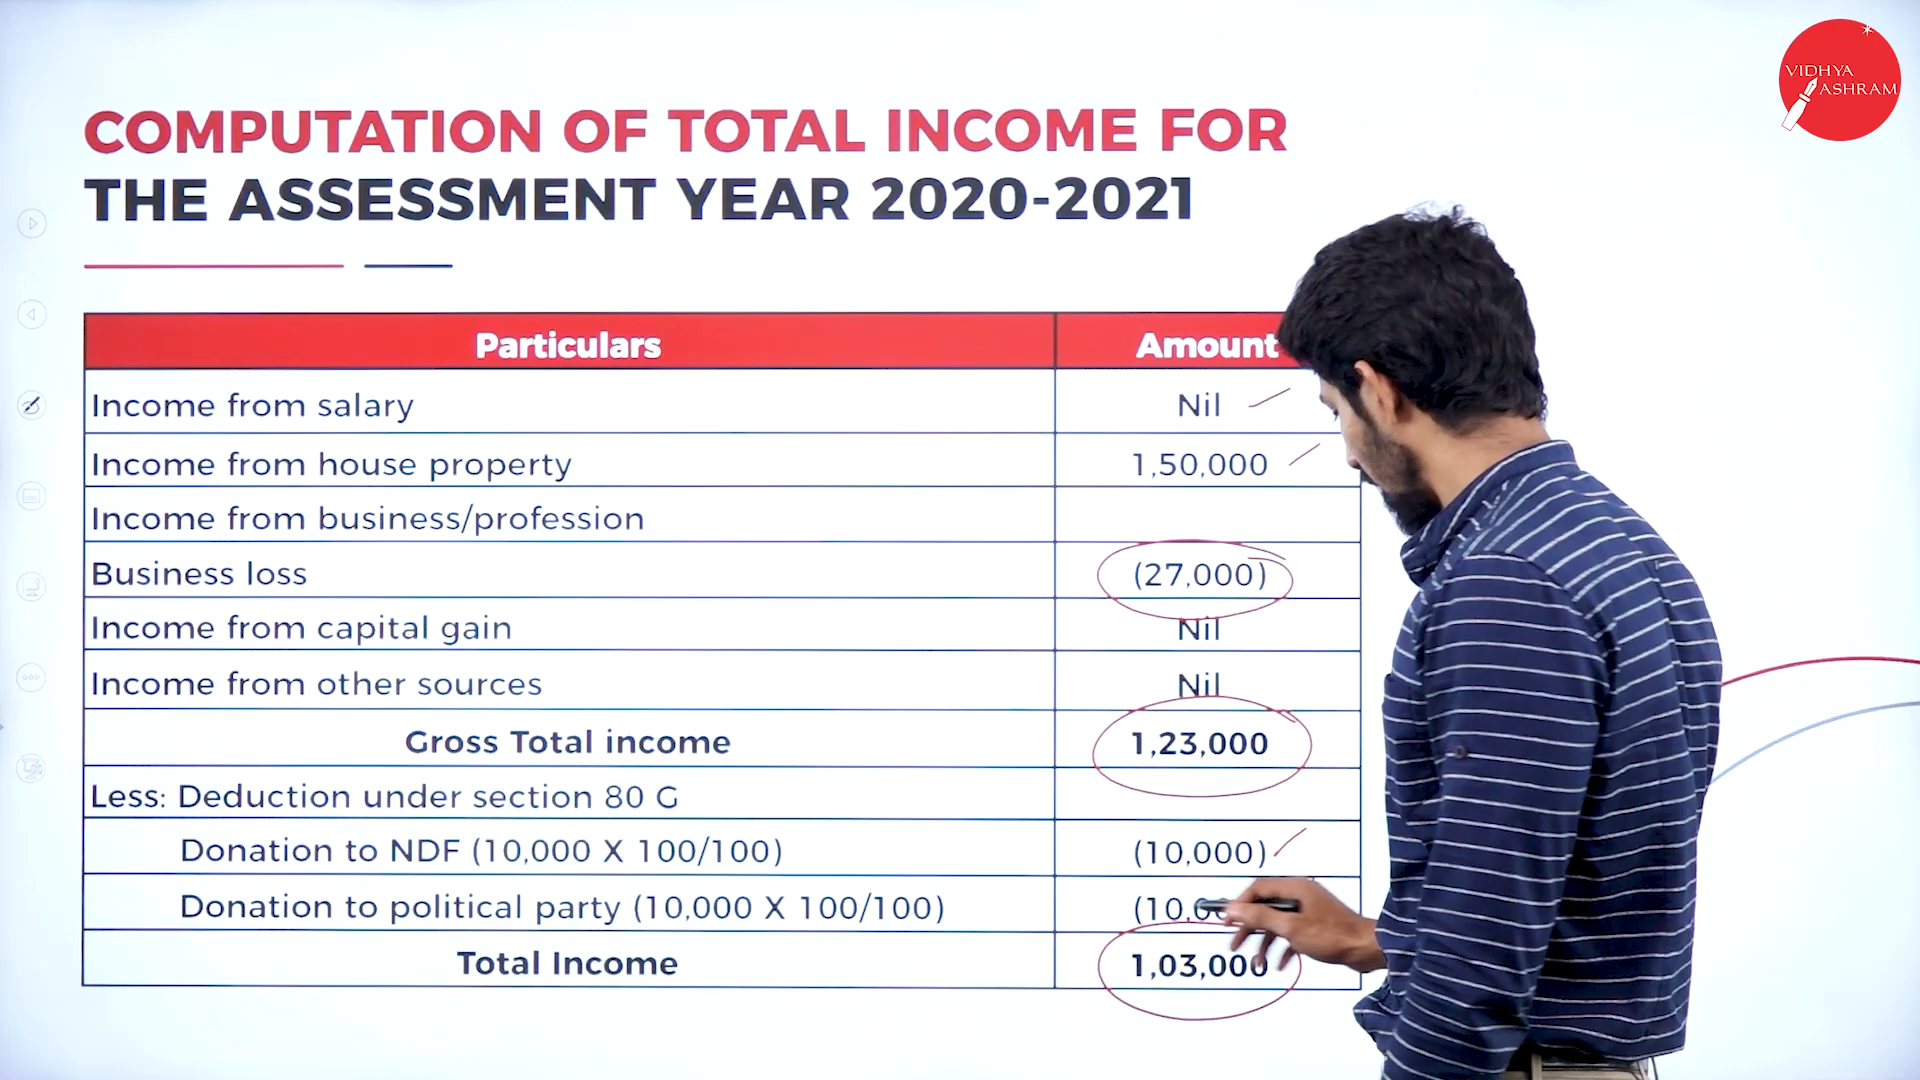 VIDHYA
ASHRAM
COMPUTATION OF TOTAL INCOME FOR
THE ASSESSMENT YEAR 2020-2021
Particulars Amount
Income from salary Nil
Income from house property 1,50,000
Income from business/profession
Business loss (27,000)
Income from capital gain Nil
Income from other sources Nil
Gross Total income 1,23,000
Less: Deduction under section 80 G
Donation to NDF (10,000 X 100/100) (10,000)
Donation to political party (10,000 X 100/100)
Total Income 1,03,000